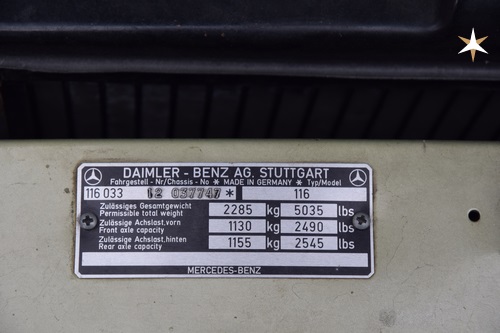 DAIMLER - BENZ AG. STUTTGART
Fahrgestell - Nr/Chassis - No * MADE IN GERMANY * Typ/Model
116 033 12 037747 * 116
Zulässiges Gesamtgewicht
Permissible total weight 2285 kg 5035 lbs
Zulässige Achslast,vorn
Front axle capacity 1130 kg 2490 lbs
Zulässige Achslast,hinten
Rear axle capacity 1155 kg 2545 lbs
MERCEDES-BENZ